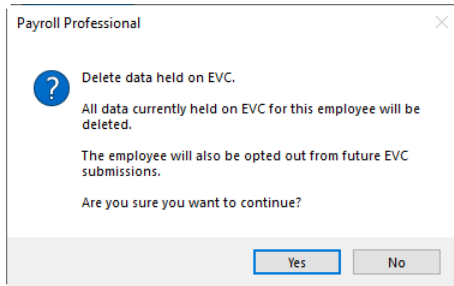 Payroll Professional
Delete data held on EVC.
All data currently held on EVC for this employee will be
deleted.
The employee will also be opted out from future EVC
submissions.
Are you sure you want to continue?
Yes
No